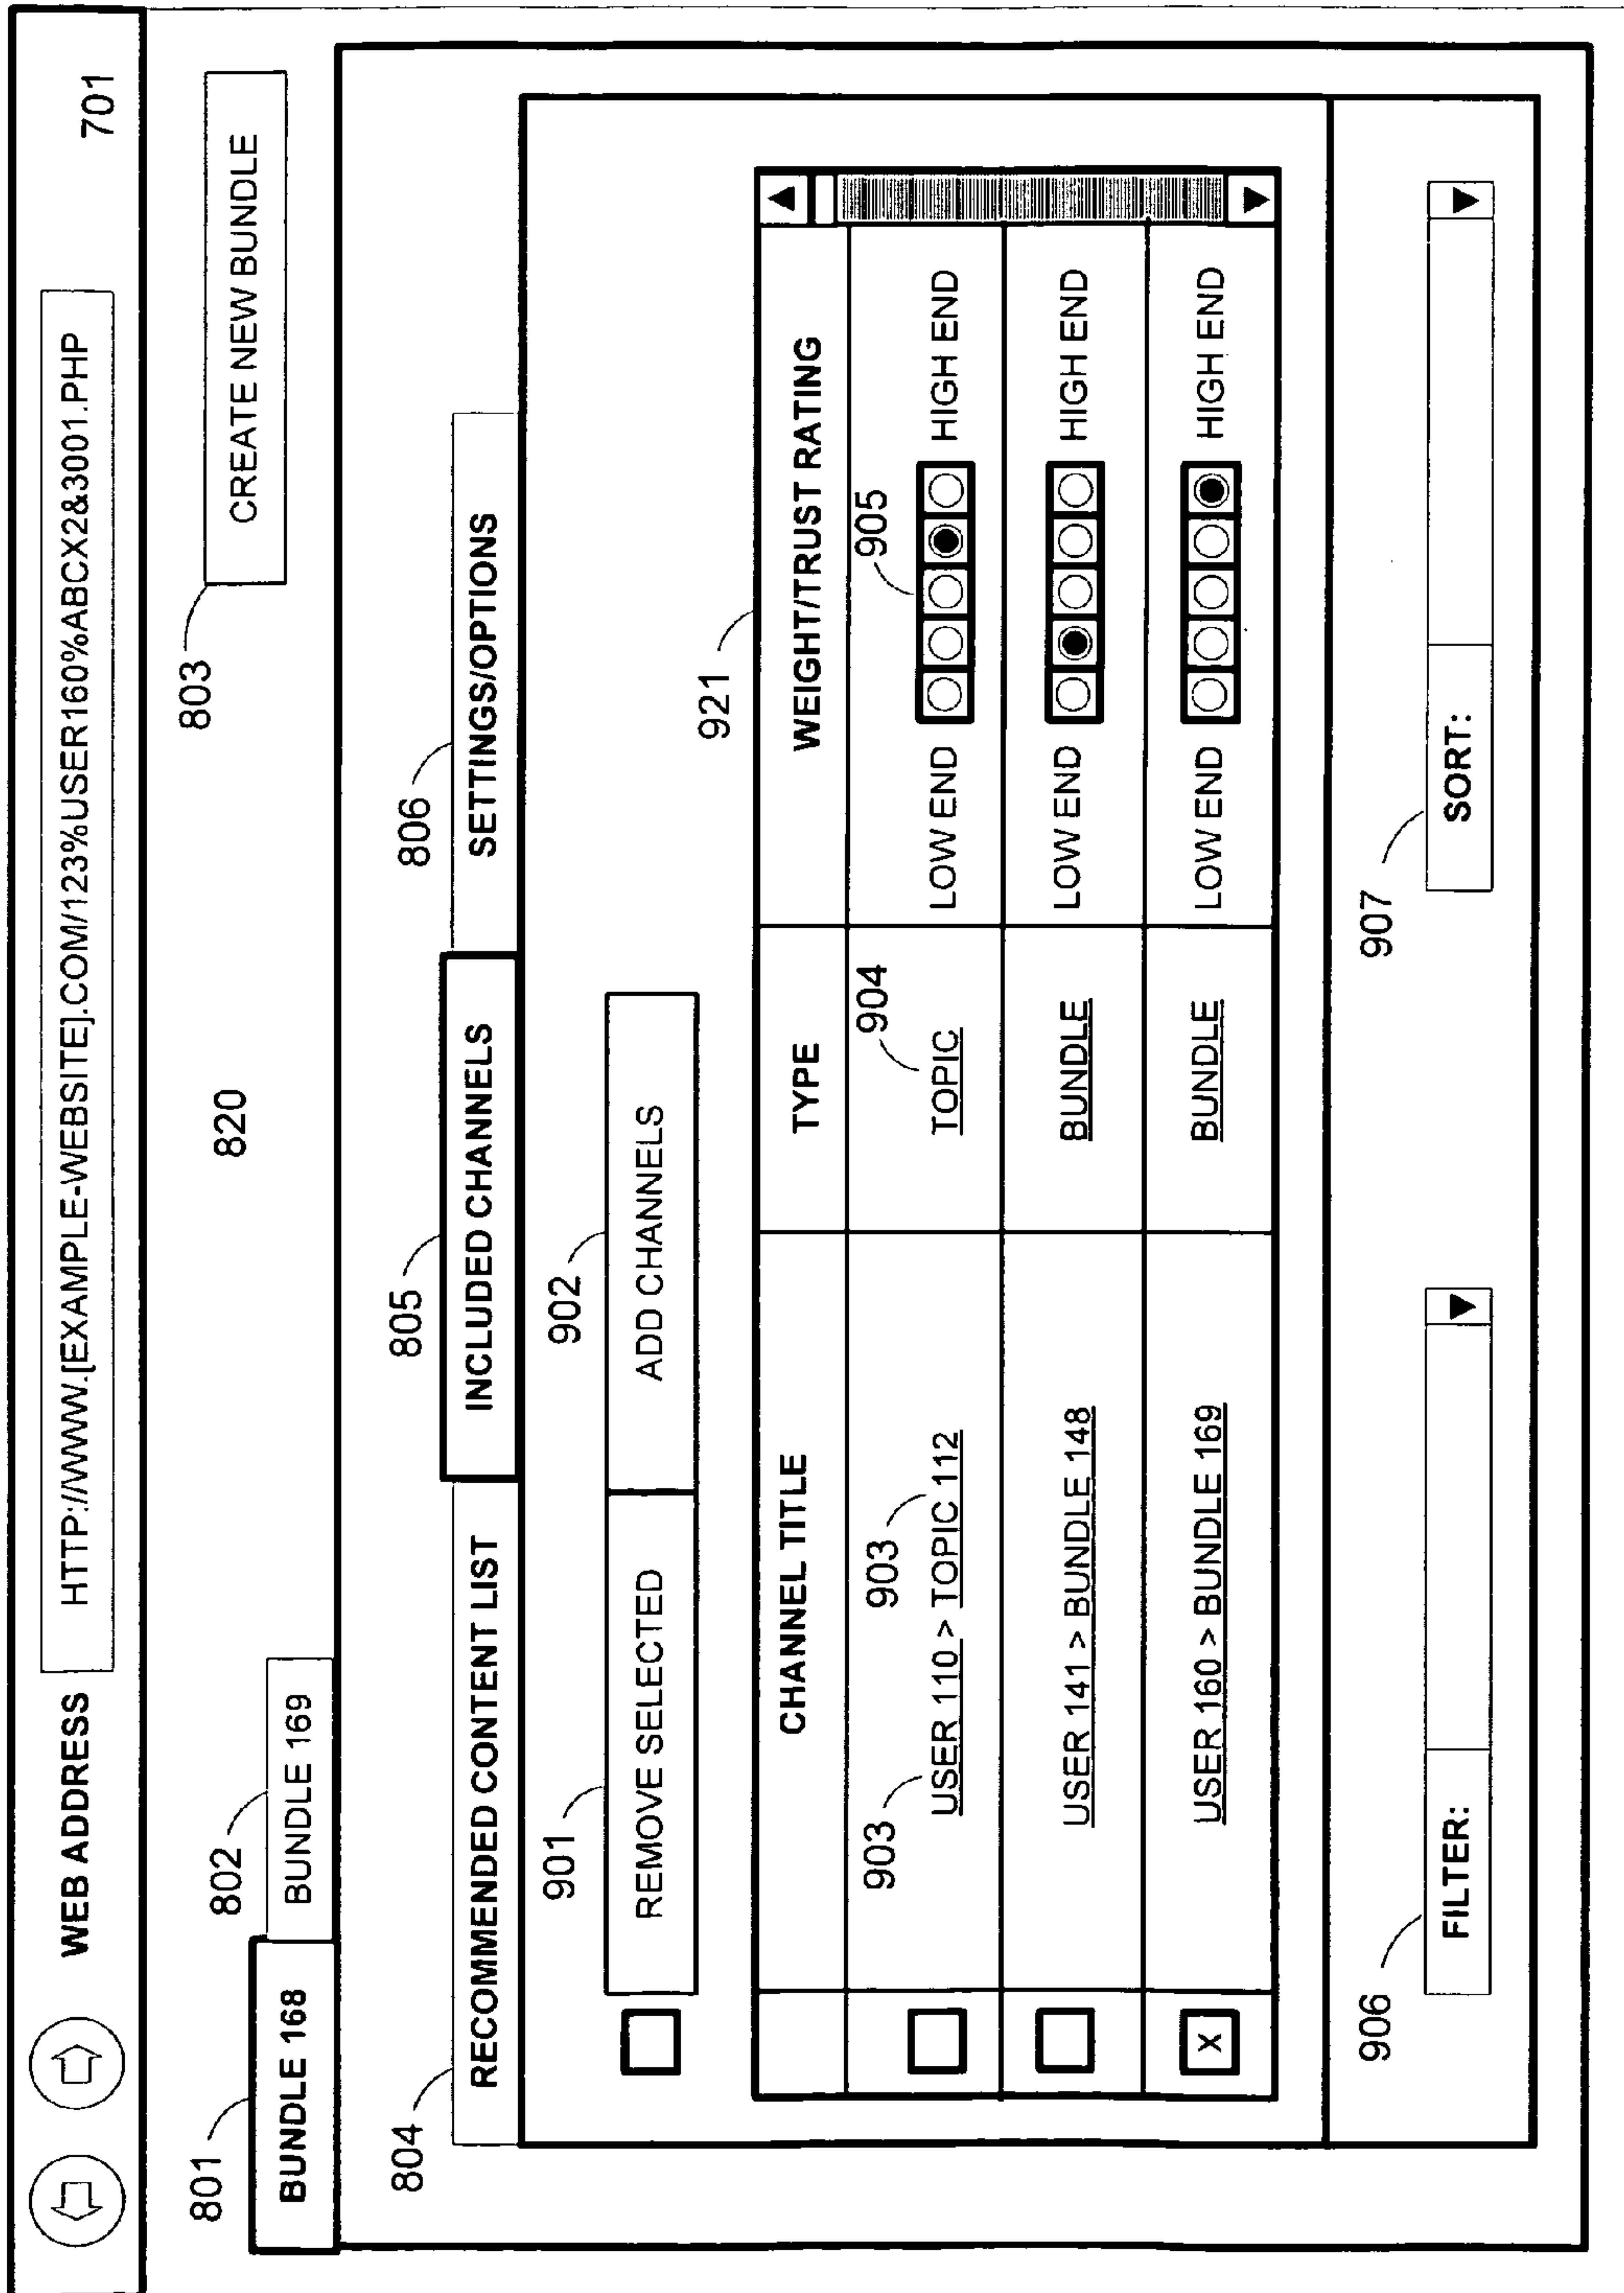 WEB ADDRESS HTTP://WWW.[EXAMPLE-WEBSITE].COM/123%USER160%ABCX2&3001.PHP 701
801 802 820 803
BUNDLE 168 BUNDLE 169 CREATE NEW BUNDLE
804 805 806
RECOMMENDED CONTENT LIST INCLUDED CHANNELS SETTINGS/OPTIONS
901 902
REMOVE SELECTED ADD CHANNELS
921
CHANNEL TITLE TYPE WEIGHT/TRUST RATING
903 903 904 905
USER 110 > TOPIC 112 TOPIC LOW END HIGH END
USER 141 > BUNDLE 148 BUNDLE LOW END HIGH END
X USER 160 > BUNDLE 169 BUNDLE LOW END HIGH END
906 907
FILTER: SORT: